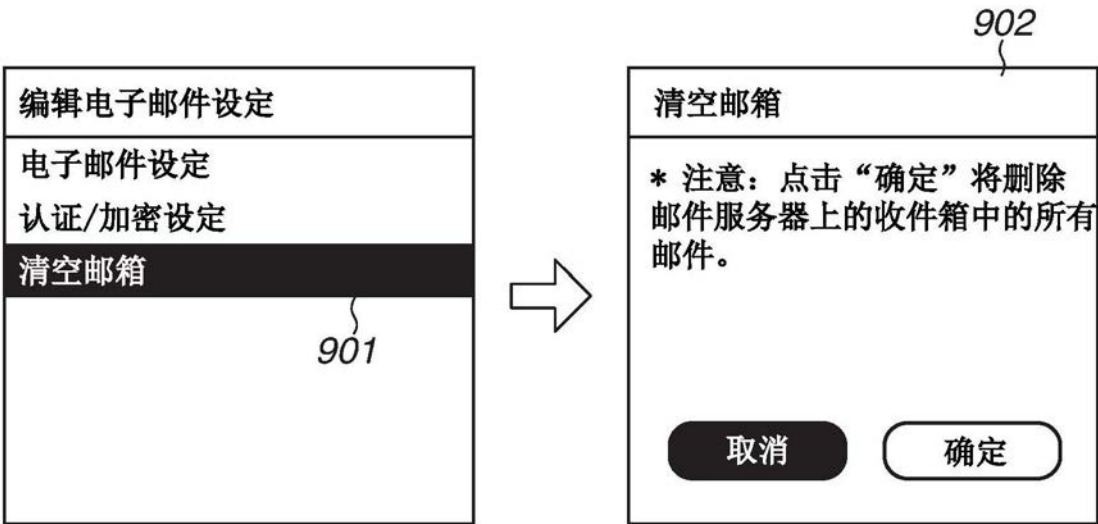 902
编辑电子邮件设定
电子邮件设定
认证/加密设定
清空邮箱
901
清空邮箱
* 注意：点击“确定”将删除
邮件服务器上的收件箱中的所有
邮件。
取消
确定